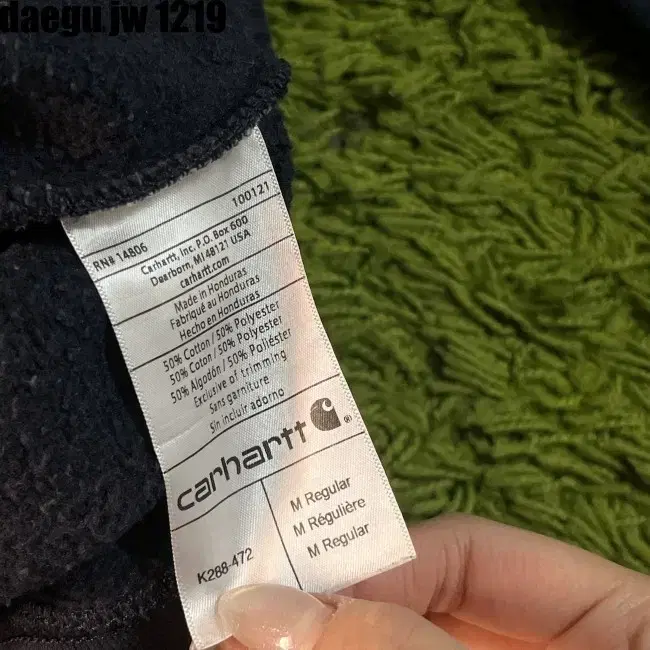 daegu jw 1219
RN# 14806 100121
Carhartt, Inc. P.O. Box 600
Dearborn, MI 48121 USA
carhartt.com
Made in Honduras
Fabriqué au Honduras
Hecho en Honduras
50% Cotton / 50% Polyester
50% Coton / 50% Polyester
50% Algodón / 50% Poliéster
Exclusive of trimming
Sans garniture
Sin incluir adorno
carhartt ®
K288-472
M Regular
M Régulière
M Regular